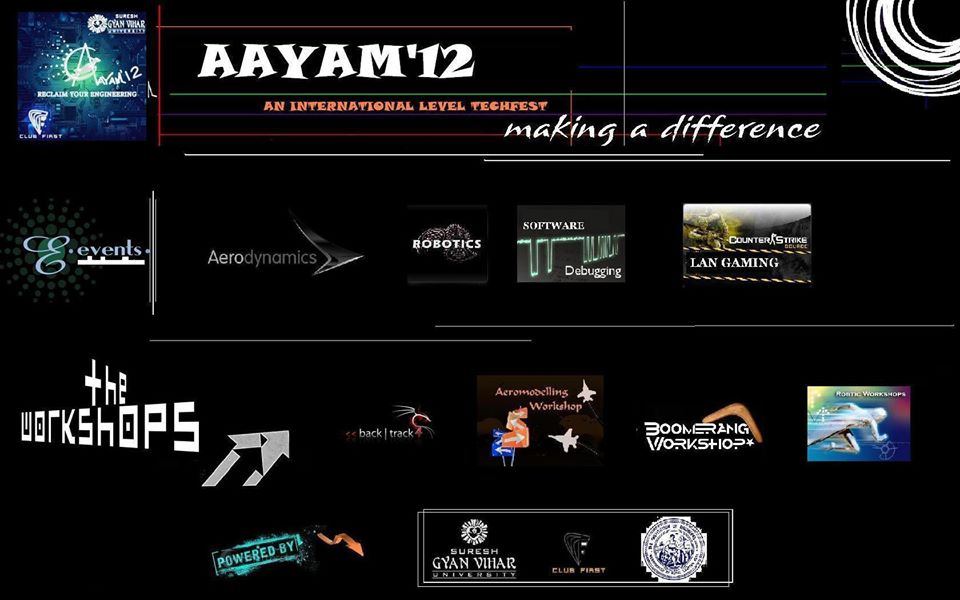 SURESH
GYAN VIHAR
UNIVERSITY
AAYAM'12
RECLAIM YOUR ENGINEERING
CLUB FIRST
AAYAM'12
AN INTERNATIONAL LEVEL TECHFEST
making a difference
E·events·
Aerodynamics
ROBOTICS
SOFTWARE
Debugging
COUNTER STRIKE
SOURCE
LAN GAMING
the
workshops
<< back | track
Aeromodelling
Workshop
BOOMERANG
WORKSHOP★
ROBTIC WORKSHOPS
POWERED BY
SURESH
GYAN VIHAR
UNIVERSITY
CLUB FIRST